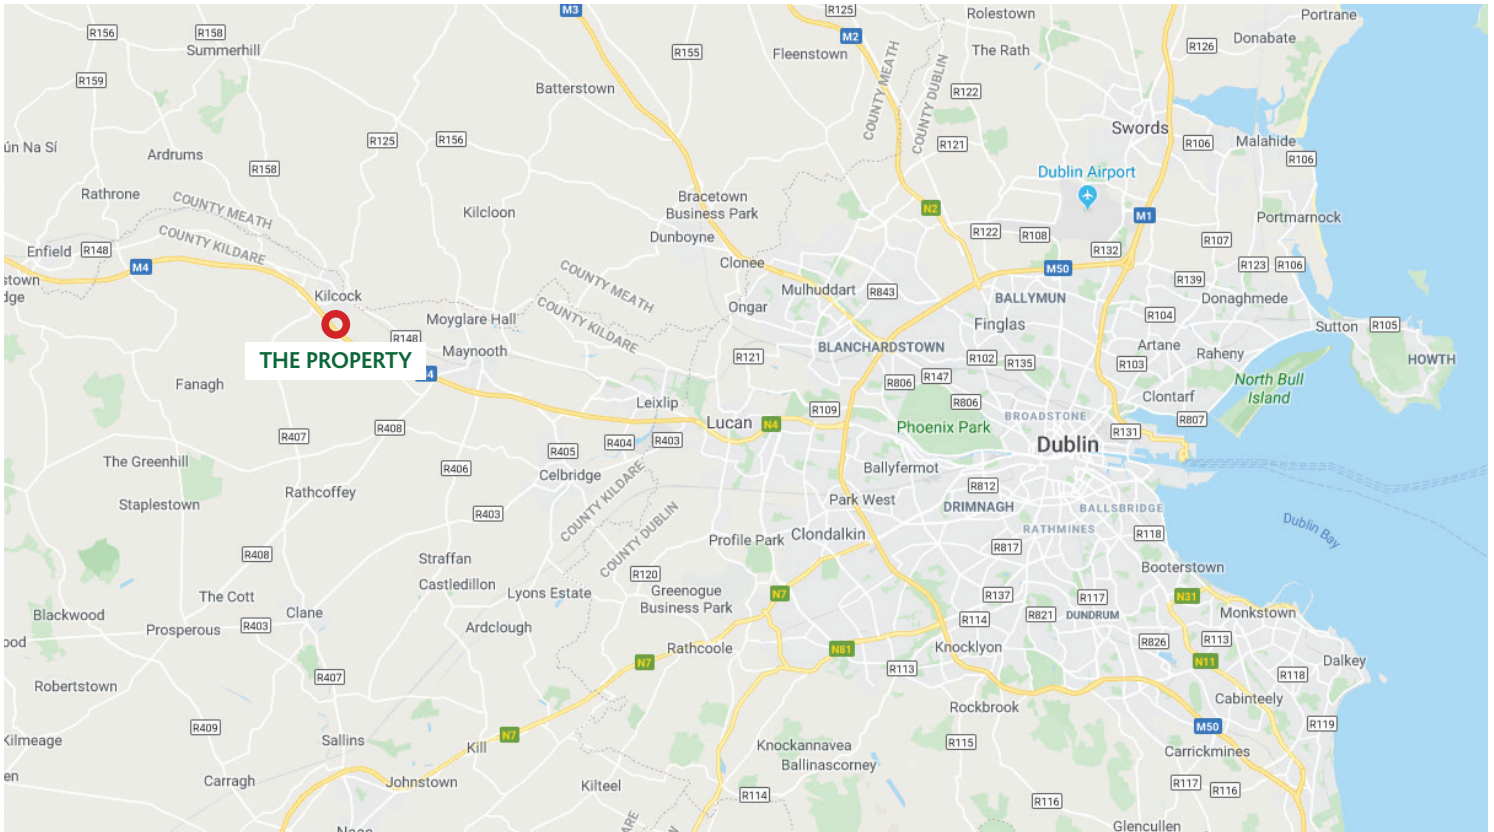 M3
R125
Rolestown
Portrane
R156
R158
M2
Donabate
Summerhill
R155
Fleenstown
The Rath
R126
R159
Batterstown
COUNTY MEATH
COUNTY DUBLIN
R122
Swords
R125
R156
R121
R106
Malahide
ún Na Sí
Ardrums
R158
R106
Dublin Airport
Rathrone
COUNTY MEATH
Bracetown
Business Park
Kilcloon
N2
M1
Portmarnock
COUNTY KILDARE
Dunboyne
R122
R108
R107
Enfield
R148
R132
M4
Clonee
M50
R123
R106
stown
dge
COUNTY MEATH
Mulhuddart
R843
R139
Kilcock
COUNTY KILDARE
Ongar
BALLYMUN
Donaghmede
Moyglare Hall
R104
Finglas
Sutton
R105
R148
Maynooth
BLANCHARDSTOWN
Artane
Raheny
THE PROPERTY
R121
R102
R135
R103
HOWTH
4
Fanagh
R806
R147
North Bull
Island
Leixlip
R109
R806
Clontarf
BROADSTONE
R807
Lucan
N4
Phoenix Park
R131
R407
R408
R404
R403
Dublin
R405
The Greenhill
R406
Celbridge
Ballyfermot
Rathcoffey
COUNTY KILDARE
R812
Staplestown
Park West
DRIMNAGH
BALLSBRIDGE
R403
COUNTY DUBLIN
RATHMINES
Dublin Bay
Profile Park
Clondalkin
R118
R408
Straffan
R817
R120
Booterstown
Castledillon
Lyons Estate
Greenogue
Business Park
N7
R137
R117
N31
The Cott
Blackwood
Clane
R114
R821
DUNDRUM
Monkstown
Prosperous
R403
Ardclough
ood
R826
R113
Rathcoole
N81
Knocklyon
N7
R113
N11
Dalkey
R407
R118
Robertstown
Cabinteely
Rockbrook
R409
M50
R119
Kilmeage
Sallins
Kill
N7
Knockannavea
R115
Carrickmines
Ballinascorney
en
Carragh
Johnstown
Kilteel
R117
R116
R114
R116
Glencullen